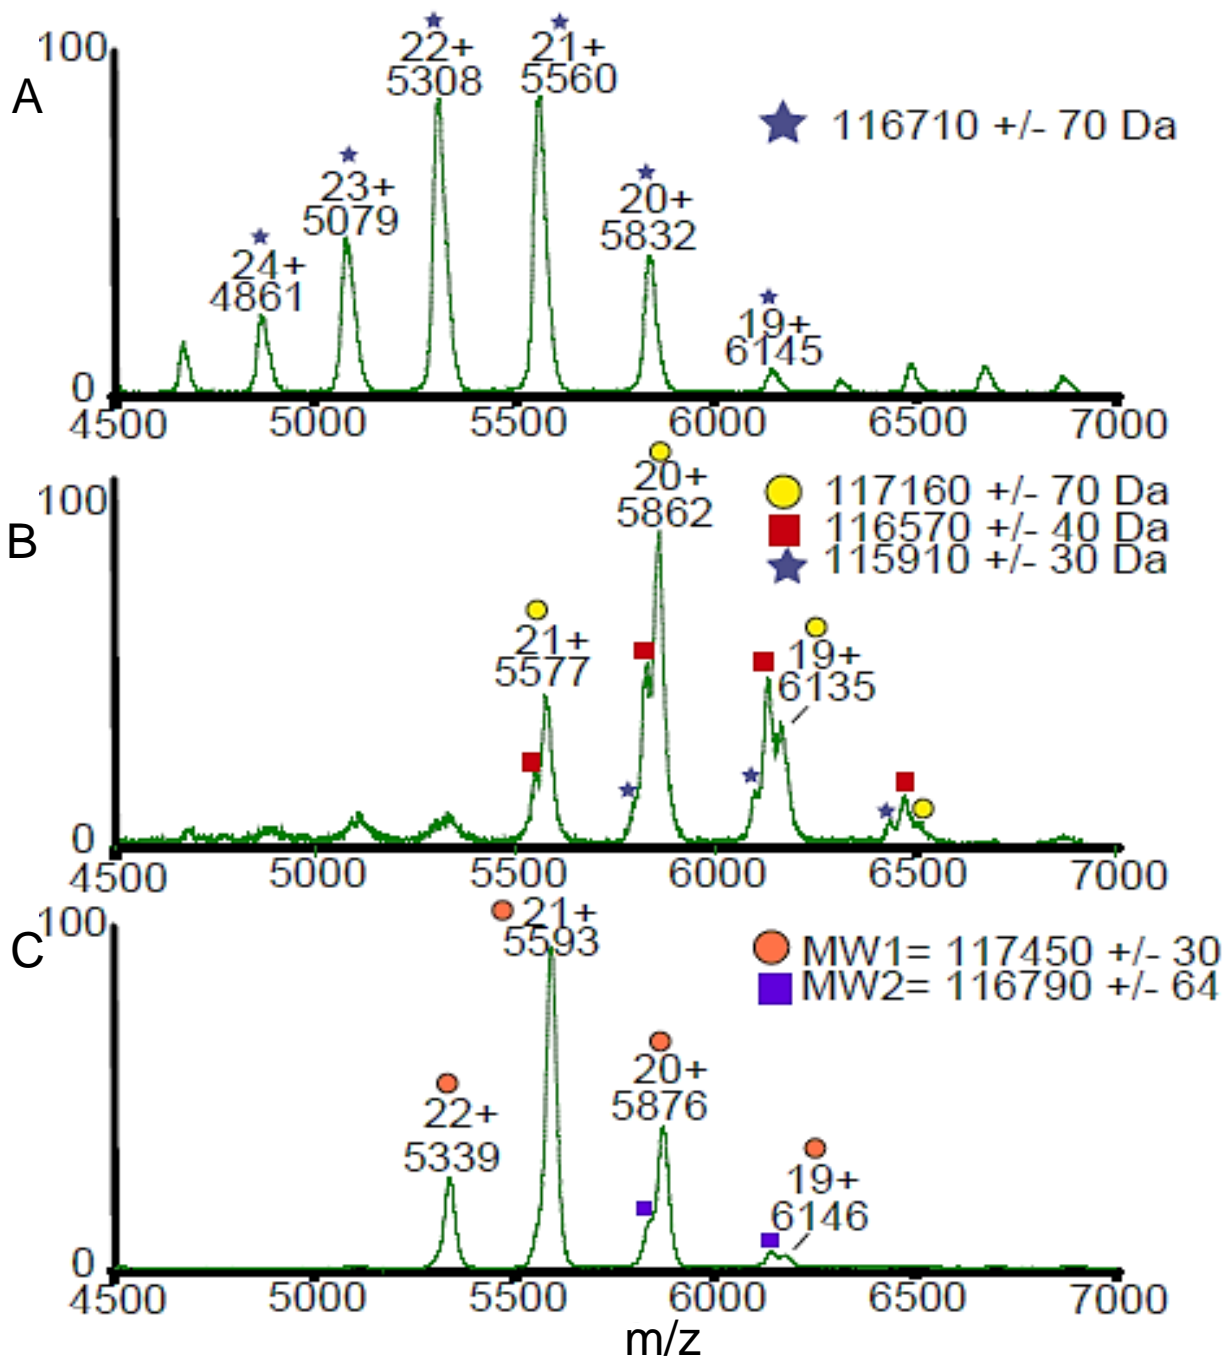 A
100
22+
5308
21+
5560
116710 +/- 70 Da
23+
5079
20+
5832
24+
4861
19+
6145
0
4500 5000 5500 6000 6500 7000
B
100
20+
5862
117160 +/- 70 Da
116570 +/- 40 Da
115910 +/- 30 Da
21+
5577
19+
6135
0
4500 5000 5500 6000 6500 7000
C
100
21+
5593
MW1= 117450 +/- 30
MW2= 116790 +/- 64
22+
5339
20+
5876
19+
6146
0
4500 5000 5500 6000 6500 7000
m/z